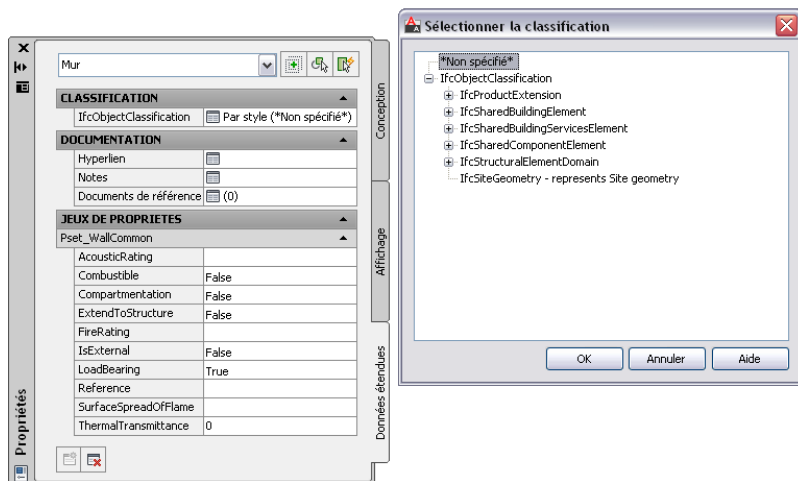 Mur
CLASSIFICATION
IfcObjectClassification Par style (*Non spécifié*)
DOCUMENTATION
Hyperlien
Notes
Documents de référence (0)
JEUX DE PROPRIETES
Pset_WallCommon
AcousticRating
Combustible False
Compartmentation False
ExtendToStructure False
FireRating
IsExternal False
LoadBearing True
Reference
SurfaceSpreadOfFlame
ThermalTransmittance 0
Propriétés
Conception
Affichage
Données étendues
Sélectionner la classification
*Non spécifié*
IfcObjectClassification
IfcProductExtension
IfcSharedBuildingElement
IfcSharedBuildingServicesElement
IfcSharedComponentElement
IfcStructuralElementDomain
IfcSiteGeometry - represents Site geometry
OK Annuler Aide